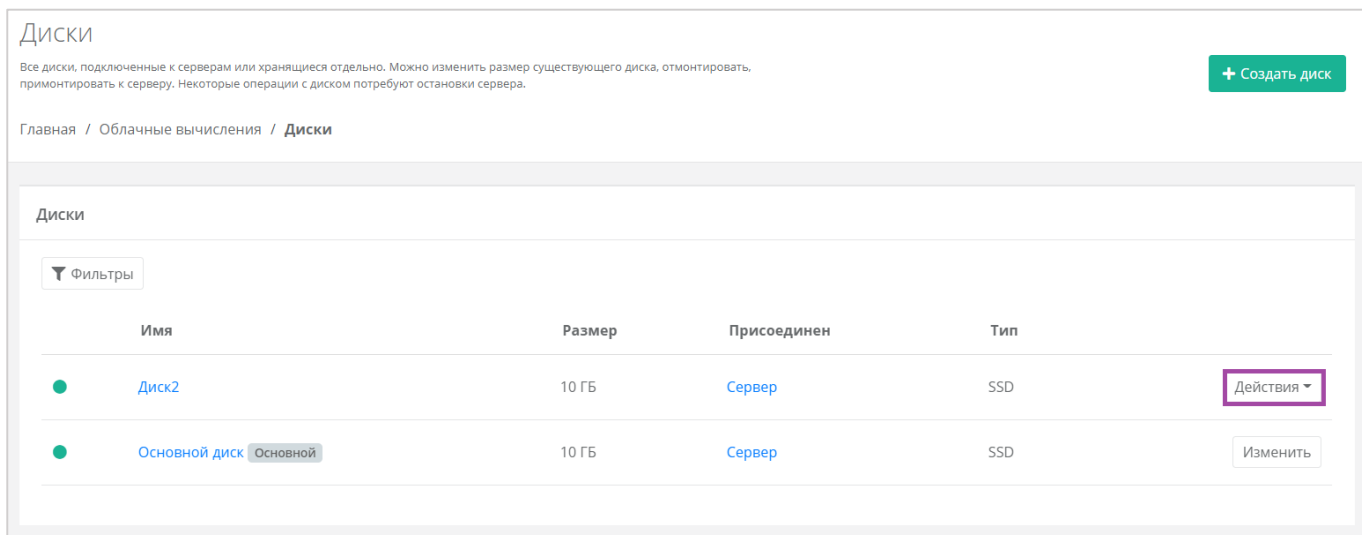 Диски
Все диски, подключенные к серверам или хранящиеся отдельно. Можно изменить размер существующего диска, отмонтировать,
примонтировать к серверу. Некоторые операции с диском потребуют остановки сервера.
Создать диск
Главная / Облачные вычисления / Диски
Диски
Фильтры
Имя Размер Присоединен Тип
Диск2 10 ГБ Сервер SSD Действия
Основной диск Основной 10 ГБ Сервер SSD Изменить